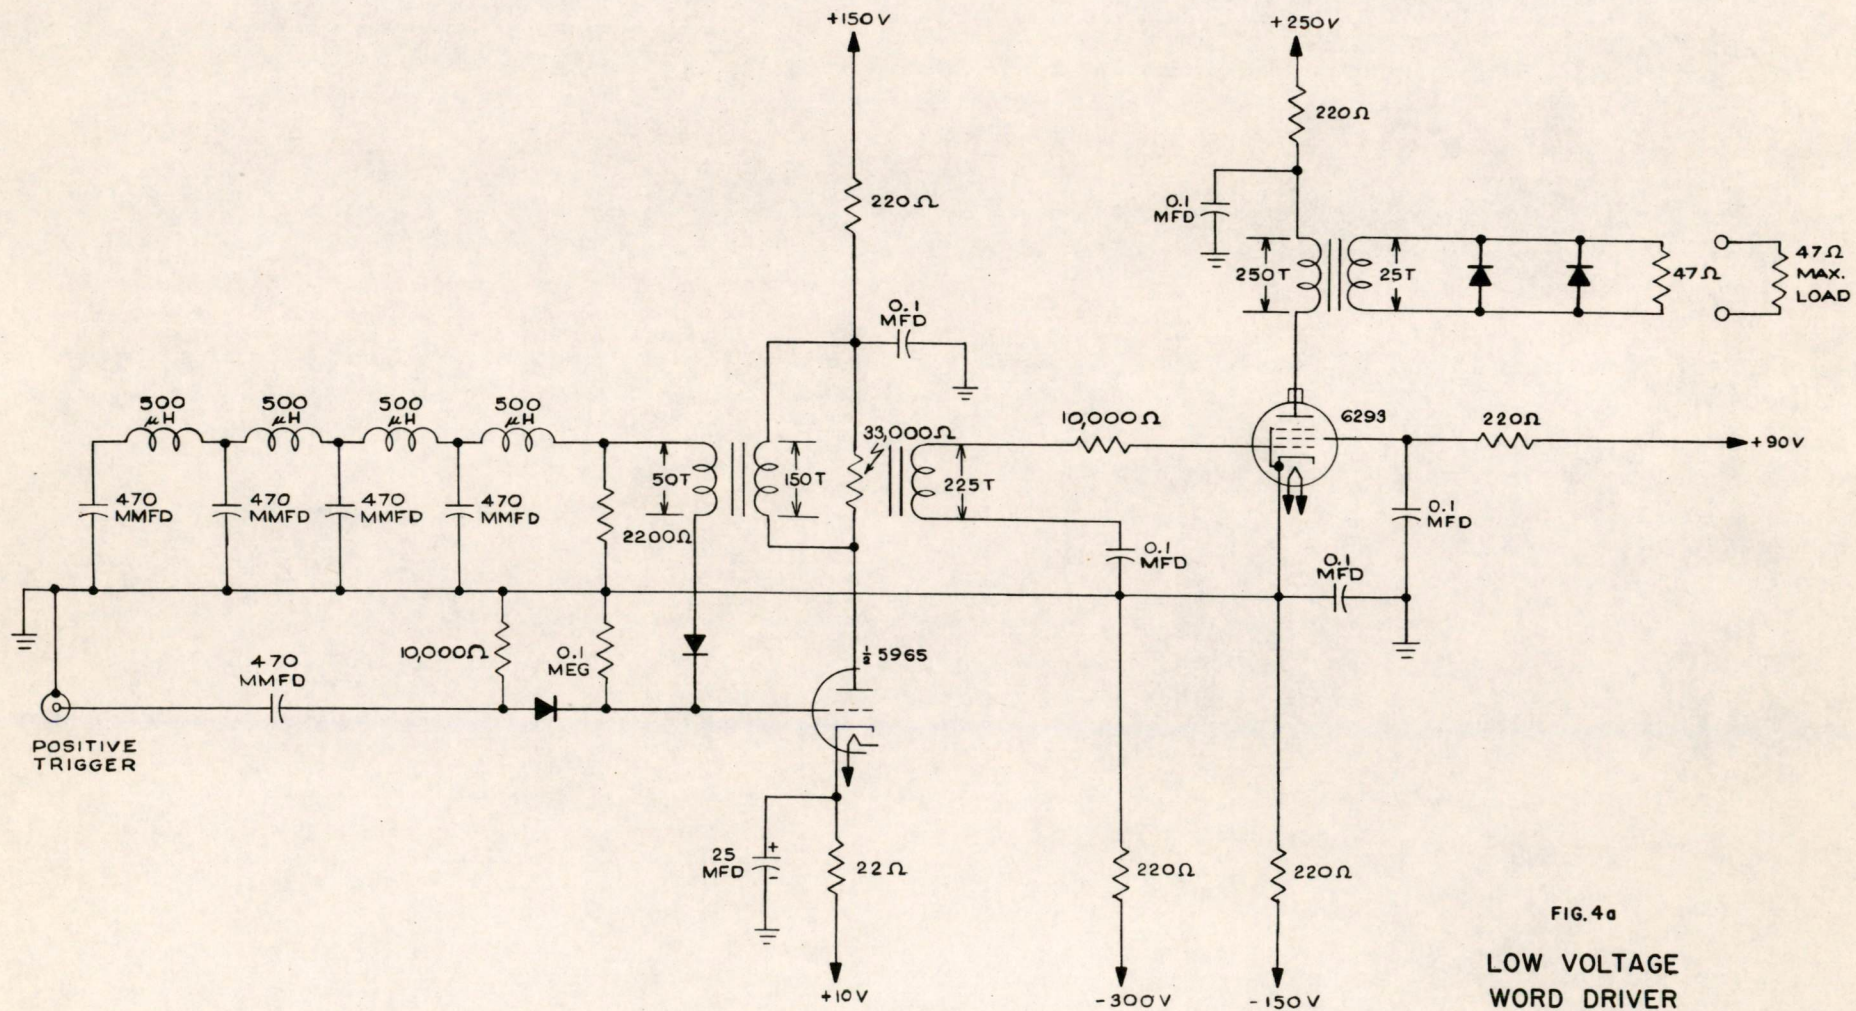 +150V
+250V
220Ω
220Ω
0.1
MFD
250T
25T
47Ω
47Ω
MAX.
LOAD
0.1
MFD
500
μH
500
μH
500
μH
500
μH
33,000Ω
10,000Ω
6293
220Ω
+90V
50T
150T
225T
470
MMFD
470
MMFD
470
MMFD
470
MMFD
2200Ω
0.1
MFD
0.1
MFD
0.1
MFD
10,000Ω
0.1
MEG
½ 5965
470
MMFD
POSITIVE
TRIGGER
+
25
MFD
-
22Ω
220Ω
220Ω
+10V
-300V
-150V
FIG. 4a
LOW VOLTAGE
WORD DRIVER